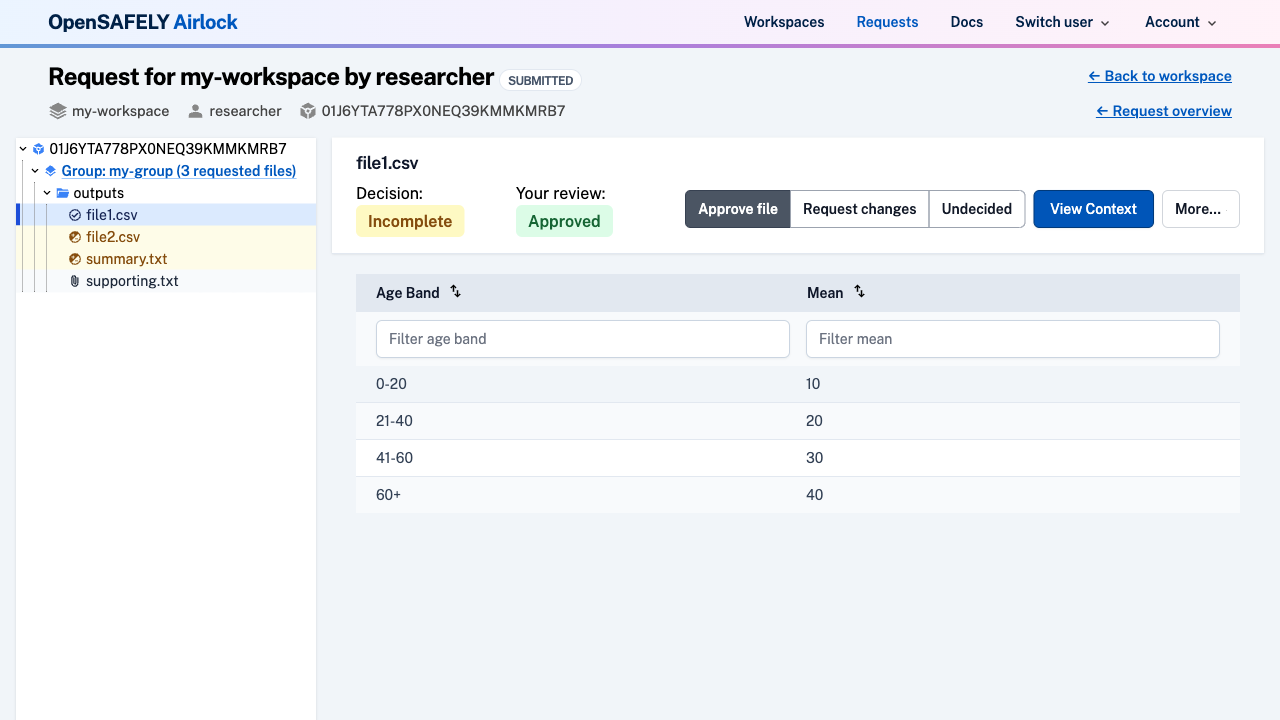 OpenSAFELY Airlock
Workspaces Requests Docs Switch user Account
Request for my-workspace by researcher SUBMITTED
← Back to workspace
my-workspace researcher 01J6YTA778PX0NEQ39KMMKMRB7
← Request overview
01J6YTA778PX0NEQ39KMMKMRB7
Group: my-group (3 requested files)
outputs
file1.csv
file2.csv
summary.txt
supporting.txt
file1.csv
Decision: Your review:
Incomplete Approved
Approve file Request changes Undecided View Context More...
Age Band Mean
Filter age band Filter mean
0-20 10
21-40 20
41-60 30
60+ 40